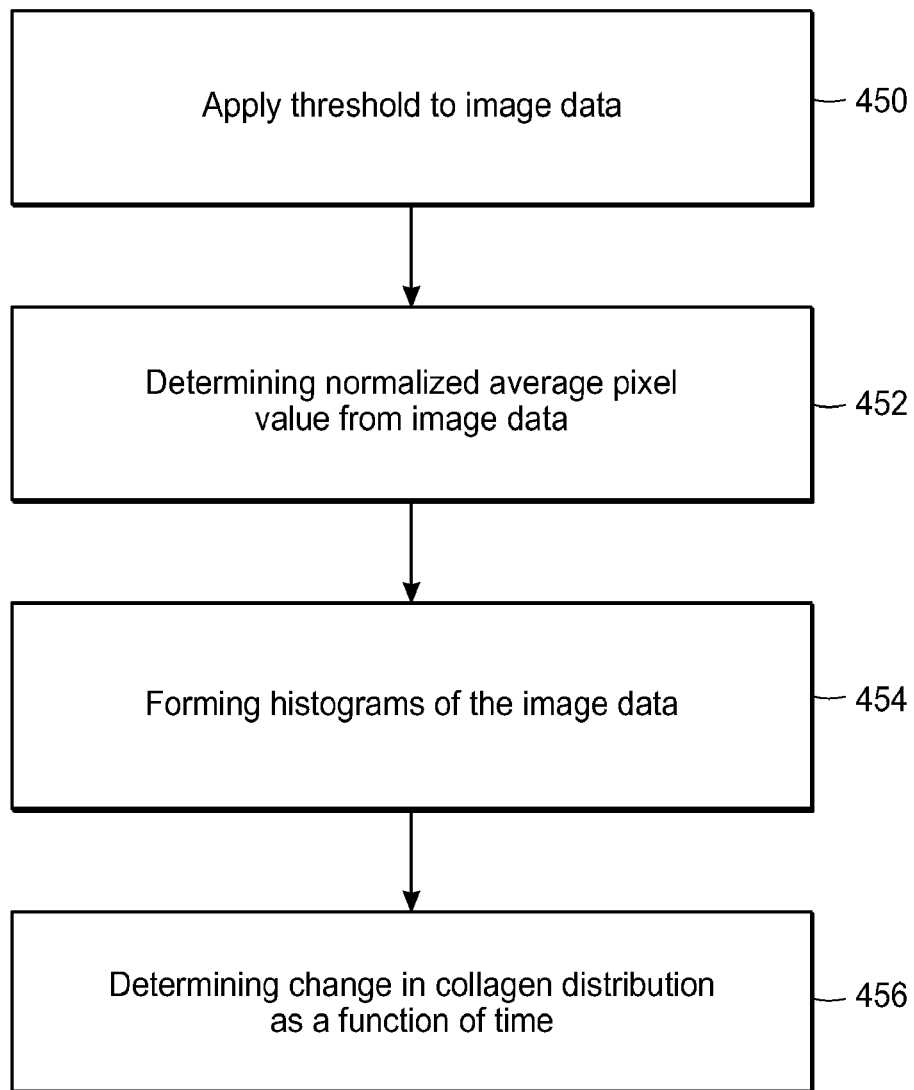 Apply threshold to image data
450
Determining normalized average pixel
value from image data
452
Forming histograms of the image data
454
Determining change in collagen distribution
as a function of time
456